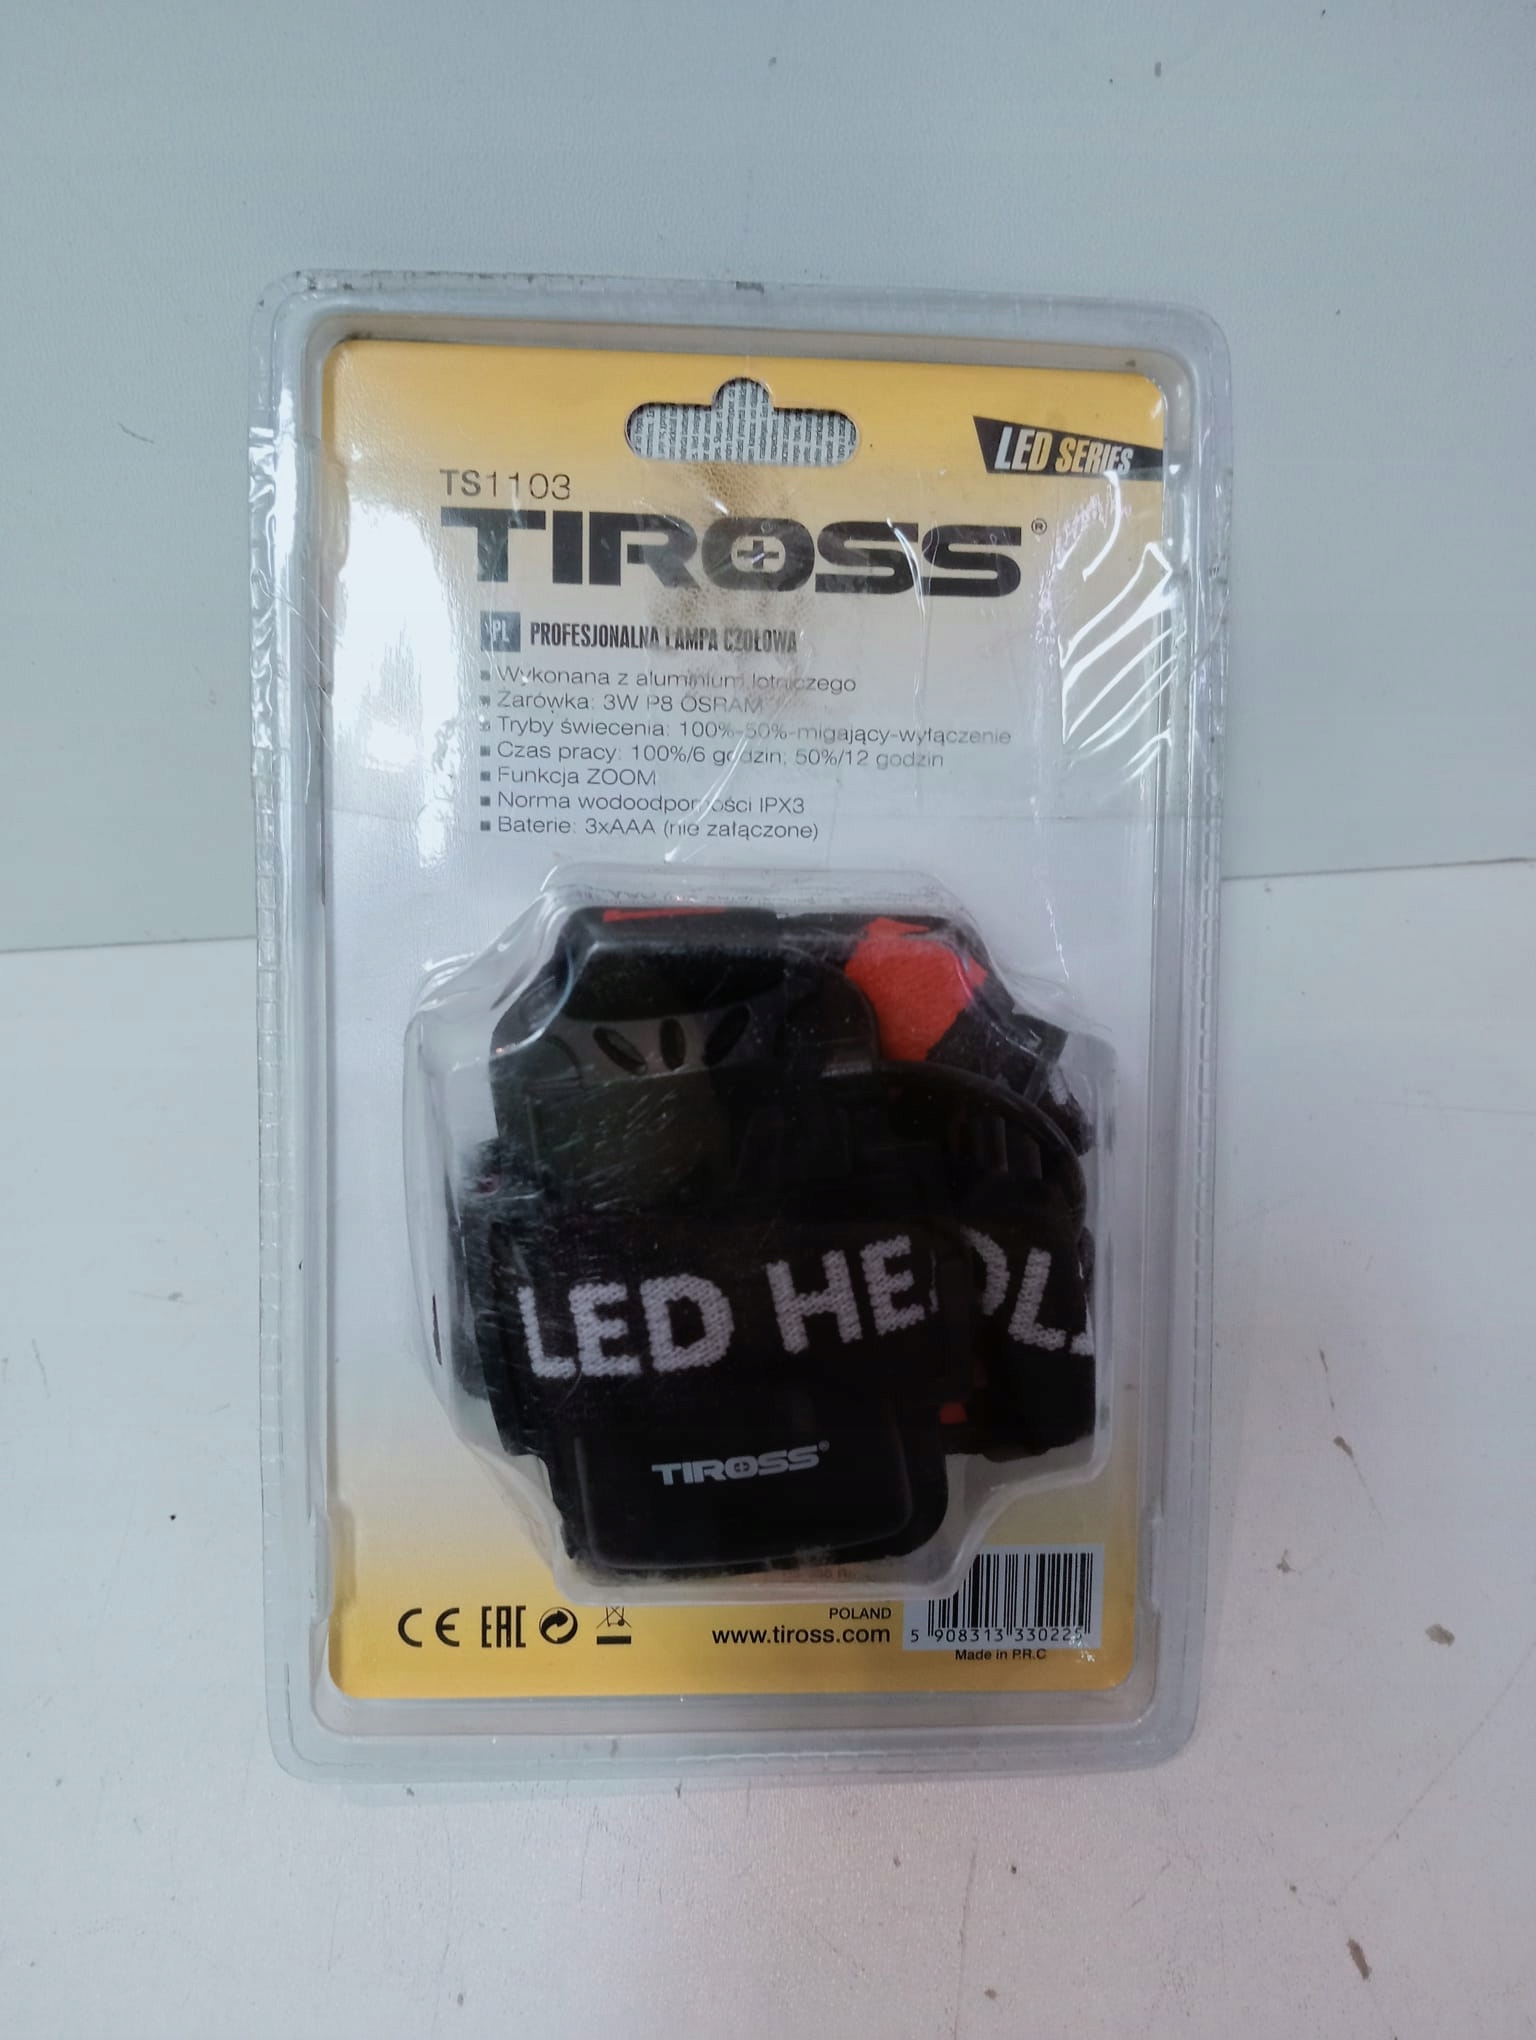 LED SERIES
TS1103
TIROSS®
PL PROFESJONALNA LAMPA CZOŁOWA
Wykonana z aluminium lotniczego
Żarówka: 3W P8 OSRAM
Tryby świecenia: 100%-50%-migający-wyłączenie
Czas pracy: 100%/6 godzin; 50%/12 godzin
Funkcja ZOOM
Norma wodoodporności IPX3
Baterie: 3xAAA (nie załączone)
LED HE
TIROSS®
CE EAC
POLAND
www.tiross.com
5 908313 330225
Made in P.R.C